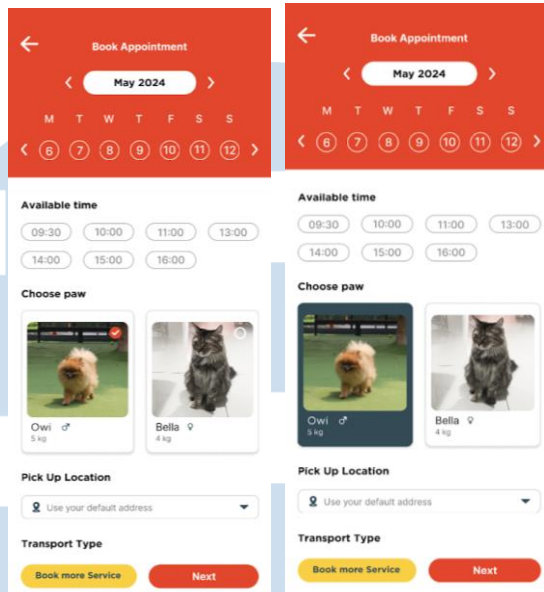 Book Appointment
May 2024
M T W T F S S
6 7 8 9 10 11 12
Available time
09:30 10:00 11:00 13:00
14:00 15:00 16:00
Choose paw
Owi ♂ Bella ♀
5 kg 4 kg
Pick Up Location
Use your default address
Transport Type
Book more Service Next
Book Appointment
May 2024
M T W T F S S
6 7 8 9 10 11 12
Available time
09:30 10:00 11:00 13:00
14:00 15:00 16:00
Choose paw
Owi ♂ Bella ♀
5 kg 4 kg
Pick Up Location
Use your default address
Transport Type
Book more Service Next